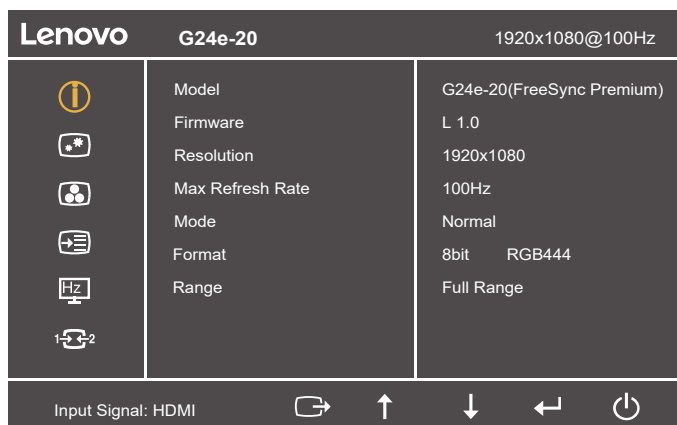 Lenovo G24e-20 1920x1080@100Hz
Model G24e-20(FreeSync Premium)
Firmware L 1.0
Resolution 1920x1080
Max Refresh Rate 100Hz
Mode Normal
Format 8bit RGB444
Range Full Range
Hz
1 2
Input Signal: HDMI